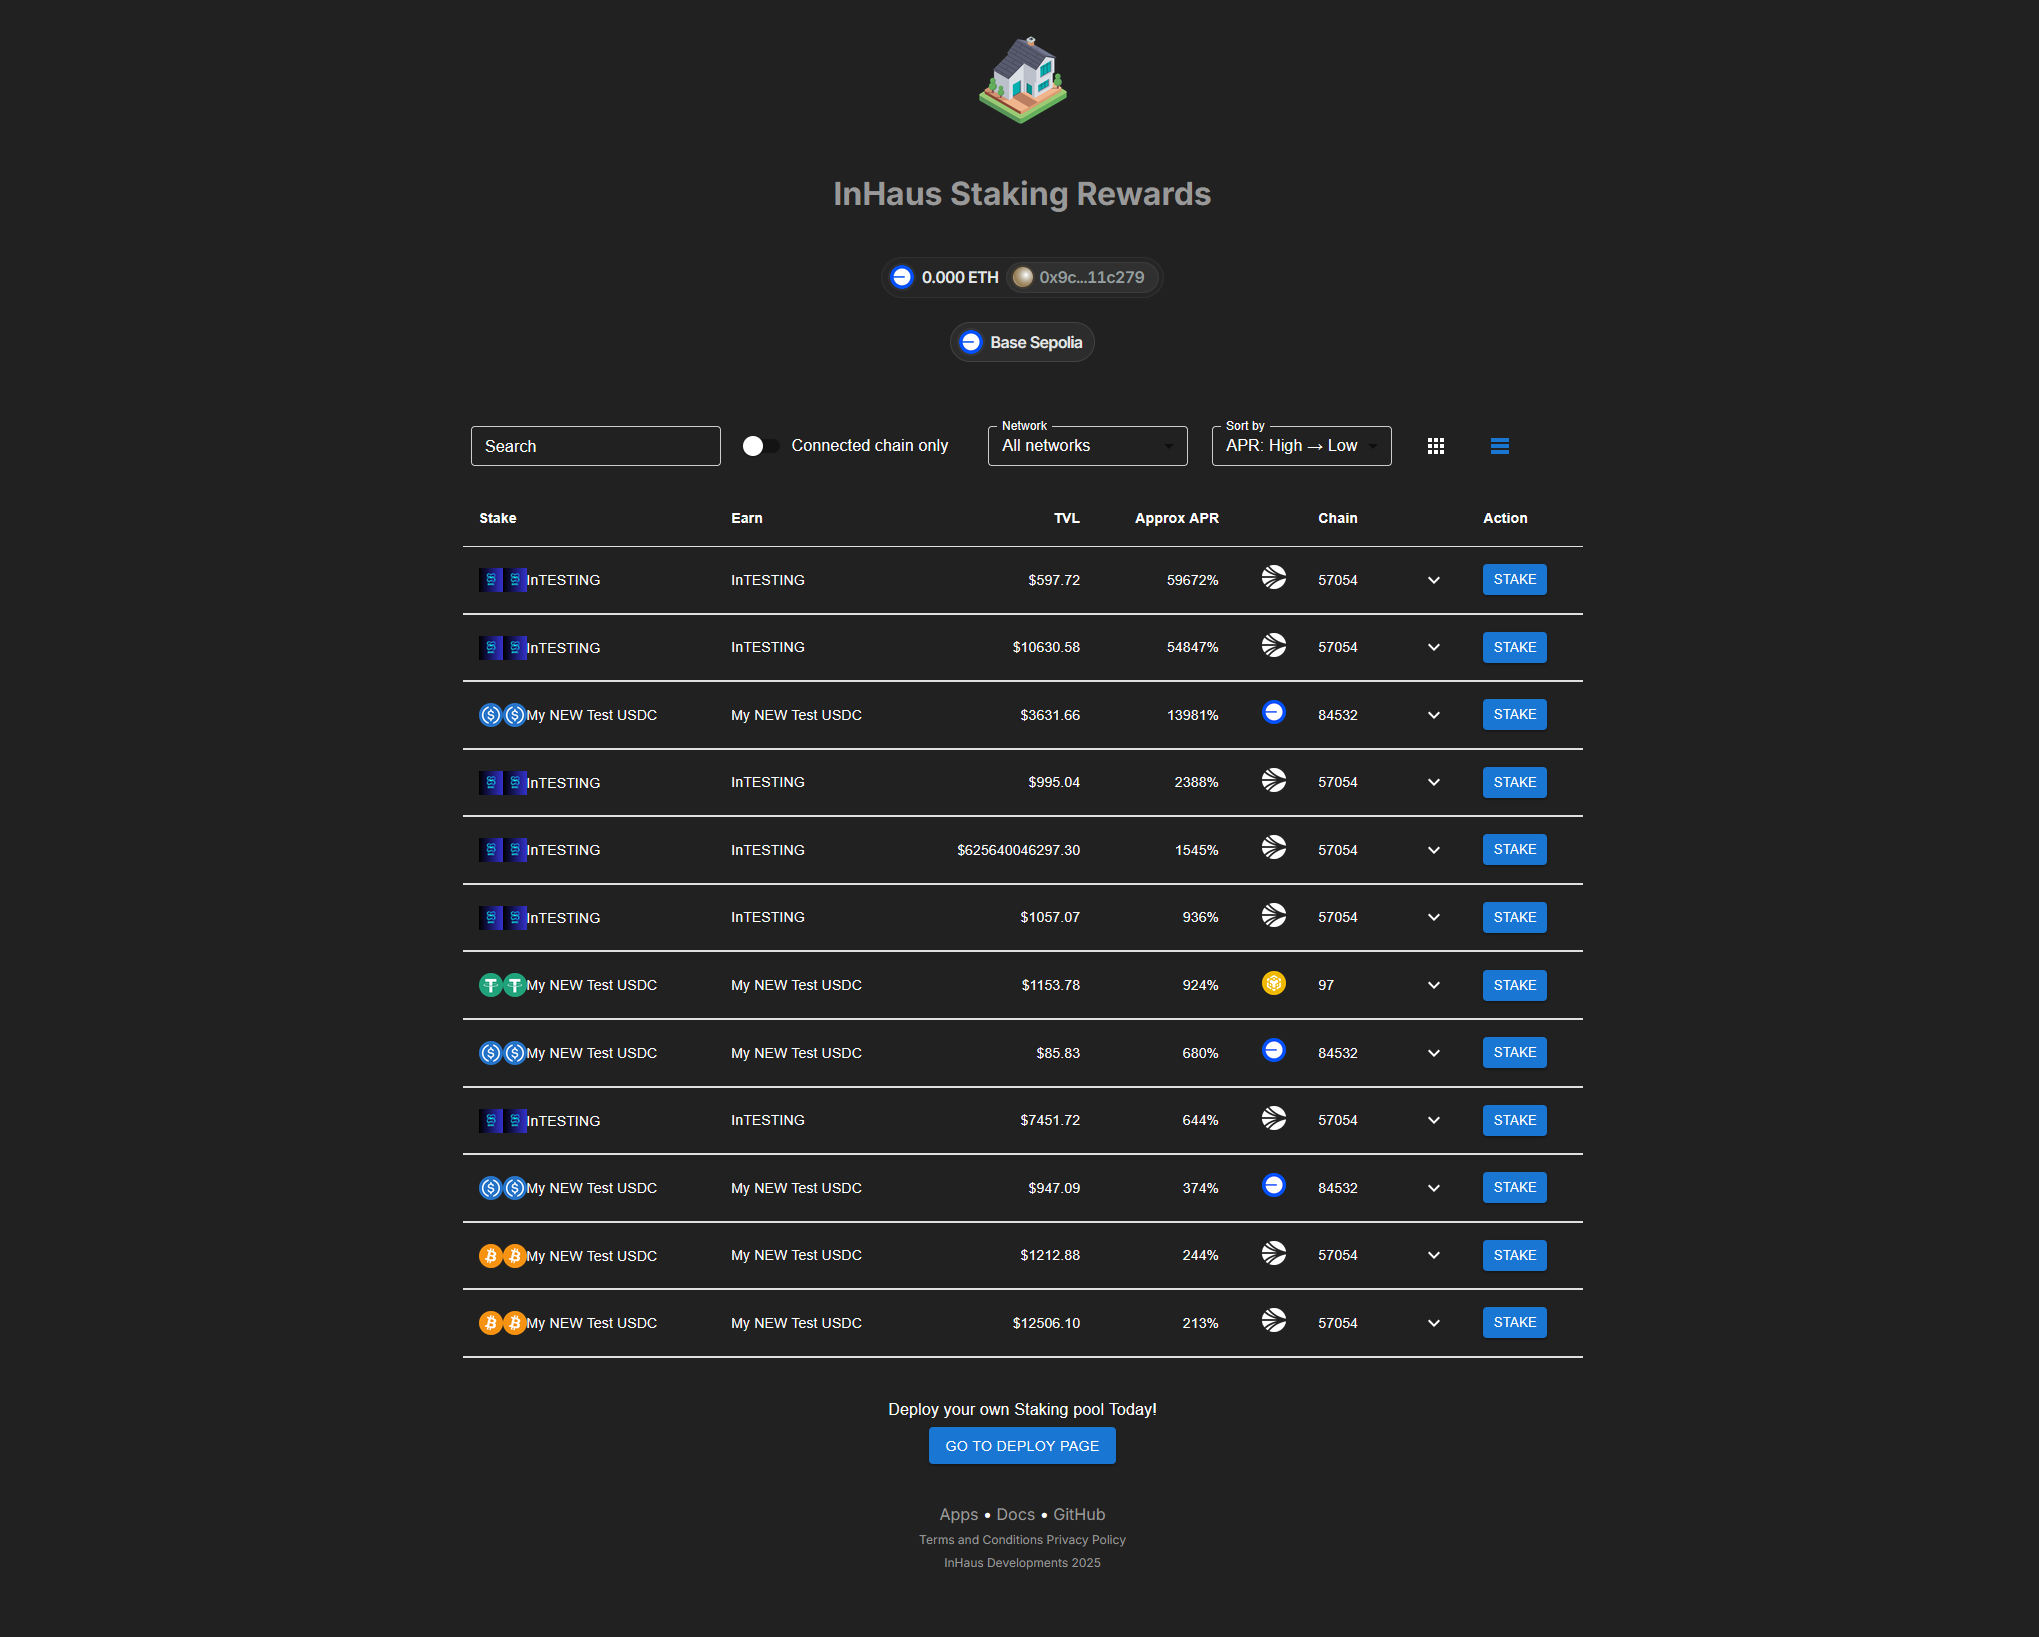 InHaus Staking Rewards
0.000 ETH 0x9c...11c279
Base Sepolia
Search Connected chain only Network All networks Sort by APR: High → Low
Stake Earn TVL Approx APR Chain Action
InTESTING InTESTING $597.72 59672% 57054 STAKE
InTESTING InTESTING $10630.58 54847% 57054 STAKE
My NEW Test USDC My NEW Test USDC $3631.66 13981% 84532 STAKE
InTESTING InTESTING $995.04 2388% 57054 STAKE
InTESTING InTESTING $625640046297.30 1545% 57054 STAKE
InTESTING InTESTING $1057.07 936% 57054 STAKE
My NEW Test USDC My NEW Test USDC $1153.78 924% 97 STAKE
My NEW Test USDC My NEW Test USDC $85.83 680% 84532 STAKE
InTESTING InTESTING $7451.72 644% 57054 STAKE
My NEW Test USDC My NEW Test USDC $947.09 374% 84532 STAKE
My NEW Test USDC My NEW Test USDC $1212.88 244% 57054 STAKE
My NEW Test USDC My NEW Test USDC $12506.10 213% 57054 STAKE
Deploy your own Staking pool Today!
GO TO DEPLOY PAGE
Apps • Docs • GitHub
Terms and Conditions Privacy Policy
InHaus Developments 2025